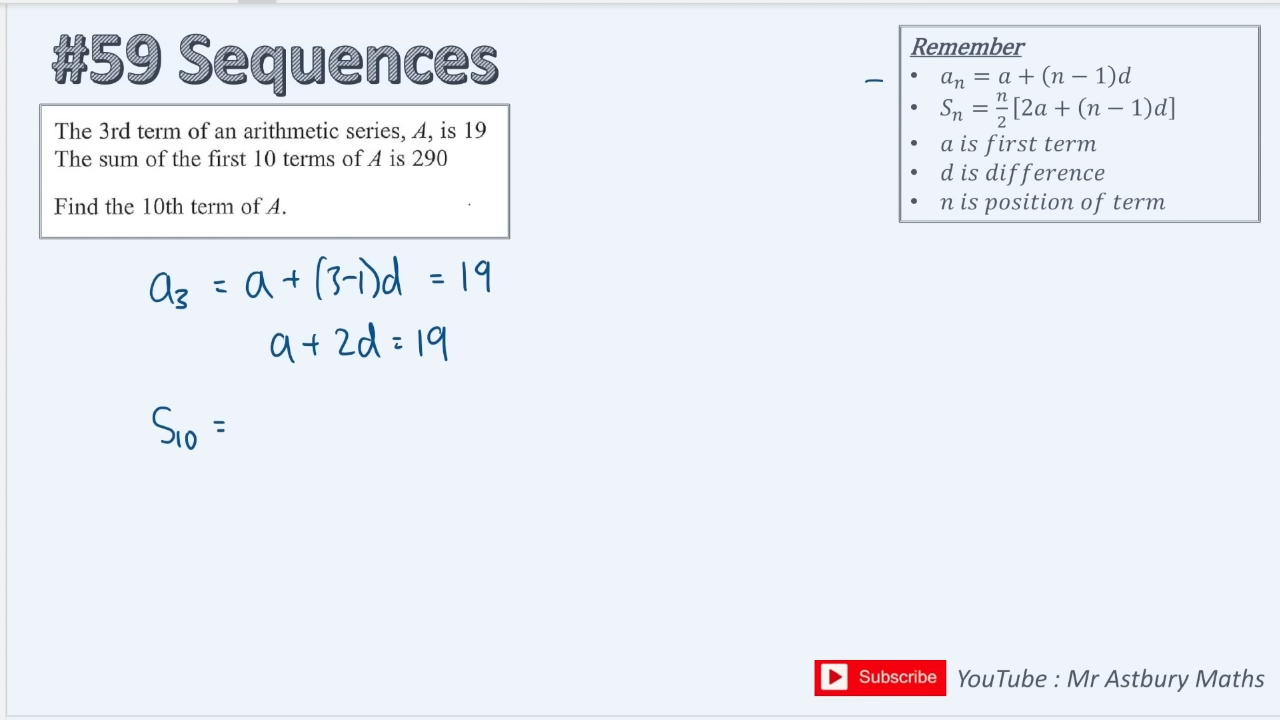 #59 Sequences
The 3rd term of an arithmetic series, A, is 19
The sum of the first 10 terms of A is 290
Find the 10th term of A.
Remember
• aₙ = a + (n − 1)d
• Sₙ = n/2 [2a + (n − 1)d]
• a is first term
• d is difference
• n is position of term
a₃ = a + (3-1)d = 19
a + 2d = 19
S₁₀ =
Subscribe
YouTube : Mr Astbury Maths